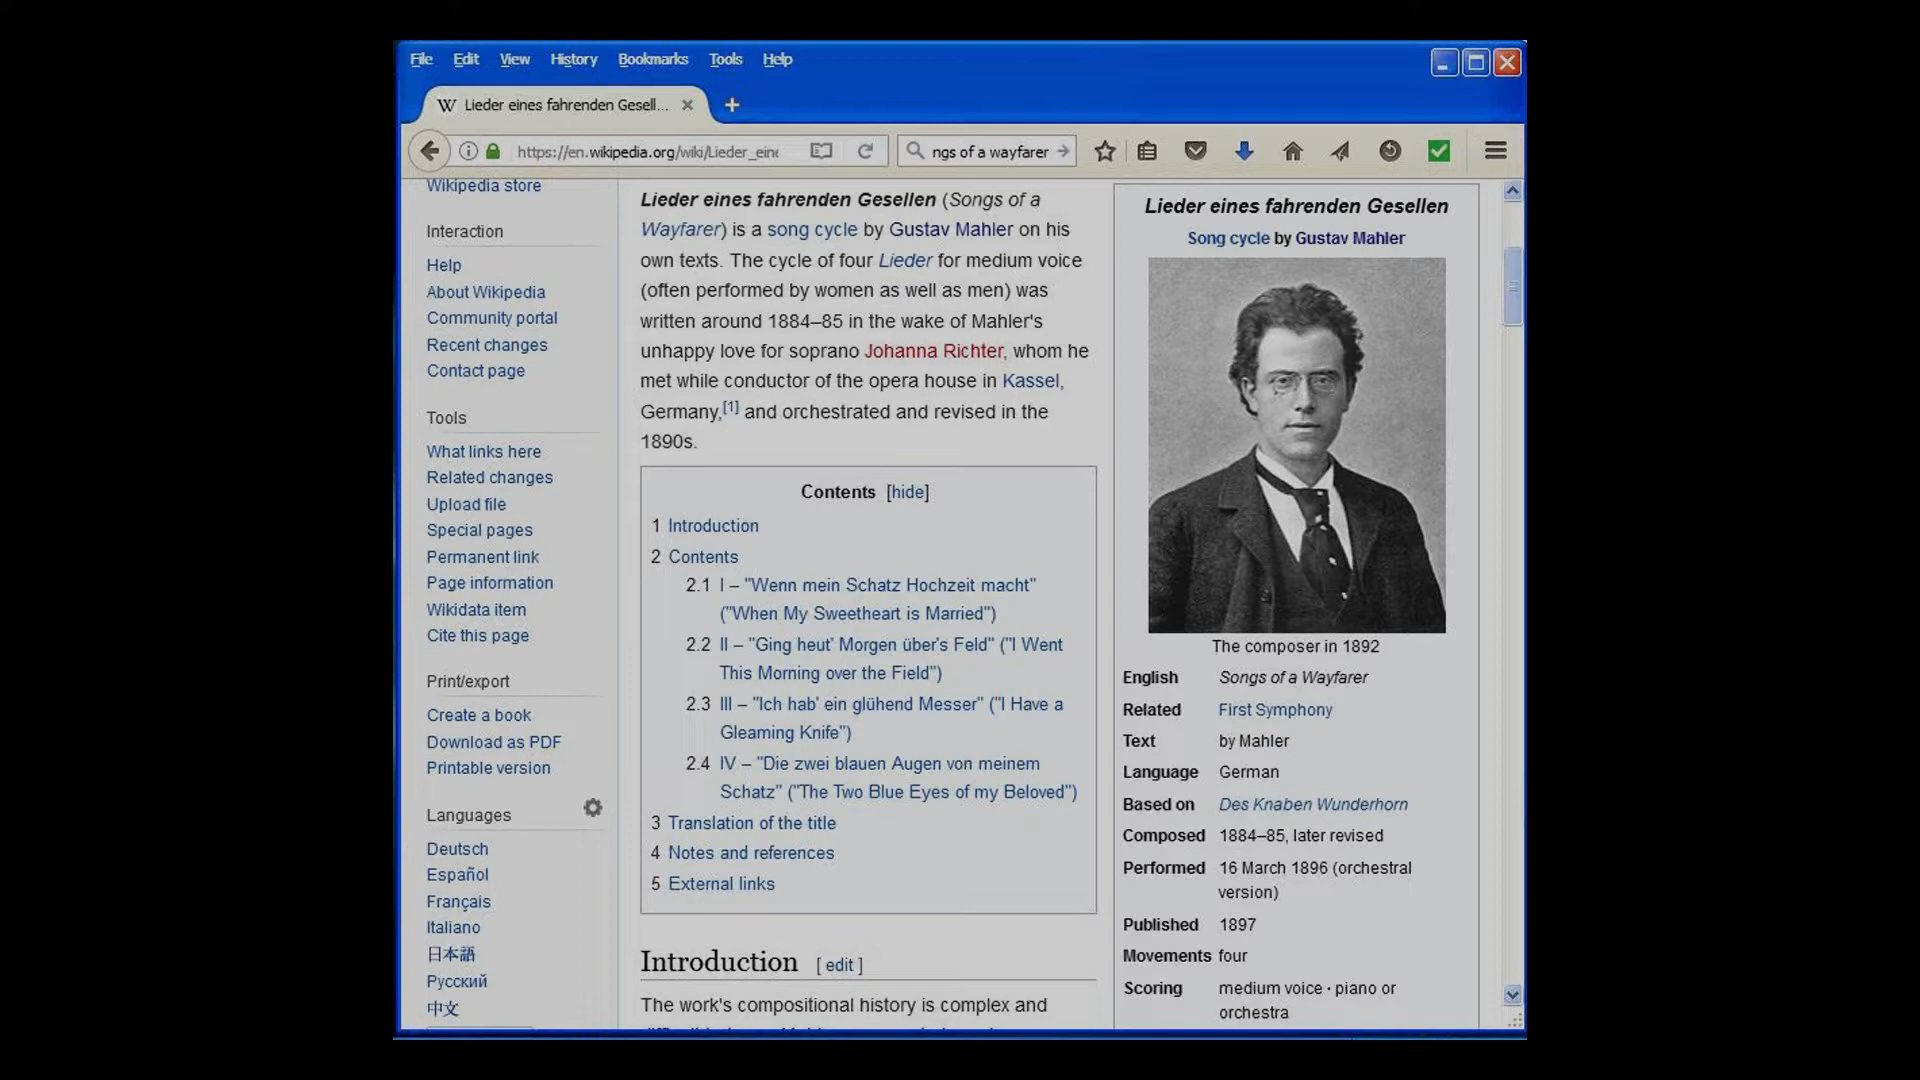 File Edit View History Bookmarks Tools Help
W Lieder eines fahrenden Gesell...
https://en.wikipedia.org/wiki/Lieder_eine
ngs of a wayfarer
Wikipedia store
Interaction
Help
About Wikipedia
Community portal
Recent changes
Contact page
Tools
What links here
Related changes
Upload file
Special pages
Permanent link
Page information
Wikidata item
Cite this page
Print/export
Create a book
Download as PDF
Printable version
Languages
Deutsch
Español
Français
Italiano
日本語
Русский
中文
Lieder eines fahrenden Gesellen (Songs of a
Wayfarer) is a song cycle by Gustav Mahler on his
own texts. The cycle of four Lieder for medium voice
(often performed by women as well as men) was
written around 1884–85 in the wake of Mahler's
unhappy love for soprano Johanna Richter, whom he
met while conductor of the opera house in Kassel,
Germany,[1] and orchestrated and revised in the
1890s.
Contents [hide]
1 Introduction
2 Contents
2.1 I – "Wenn mein Schatz Hochzeit macht"
("When My Sweetheart is Married")
2.2 II – "Ging heut' Morgen über's Feld" ("I Went
This Morning over the Field")
2.3 III – "Ich hab' ein glühend Messer" ("I Have a
Gleaming Knife")
2.4 IV – "Die zwei blauen Augen von meinem
Schatz" ("The Two Blue Eyes of my Beloved")
3 Translation of the title
4 Notes and references
5 External links
Introduction [ edit ]
The work's compositional history is complex and
Lieder eines fahrenden Gesellen
Song cycle by Gustav Mahler
The composer in 1892
English Songs of a Wayfarer
Related First Symphony
Text by Mahler
Language German
Based on Des Knaben Wunderhorn
Composed 1884–85, later revised
Performed 16 March 1896 (orchestral
version)
Published 1897
Movements four
Scoring medium voice · piano or
orchestra